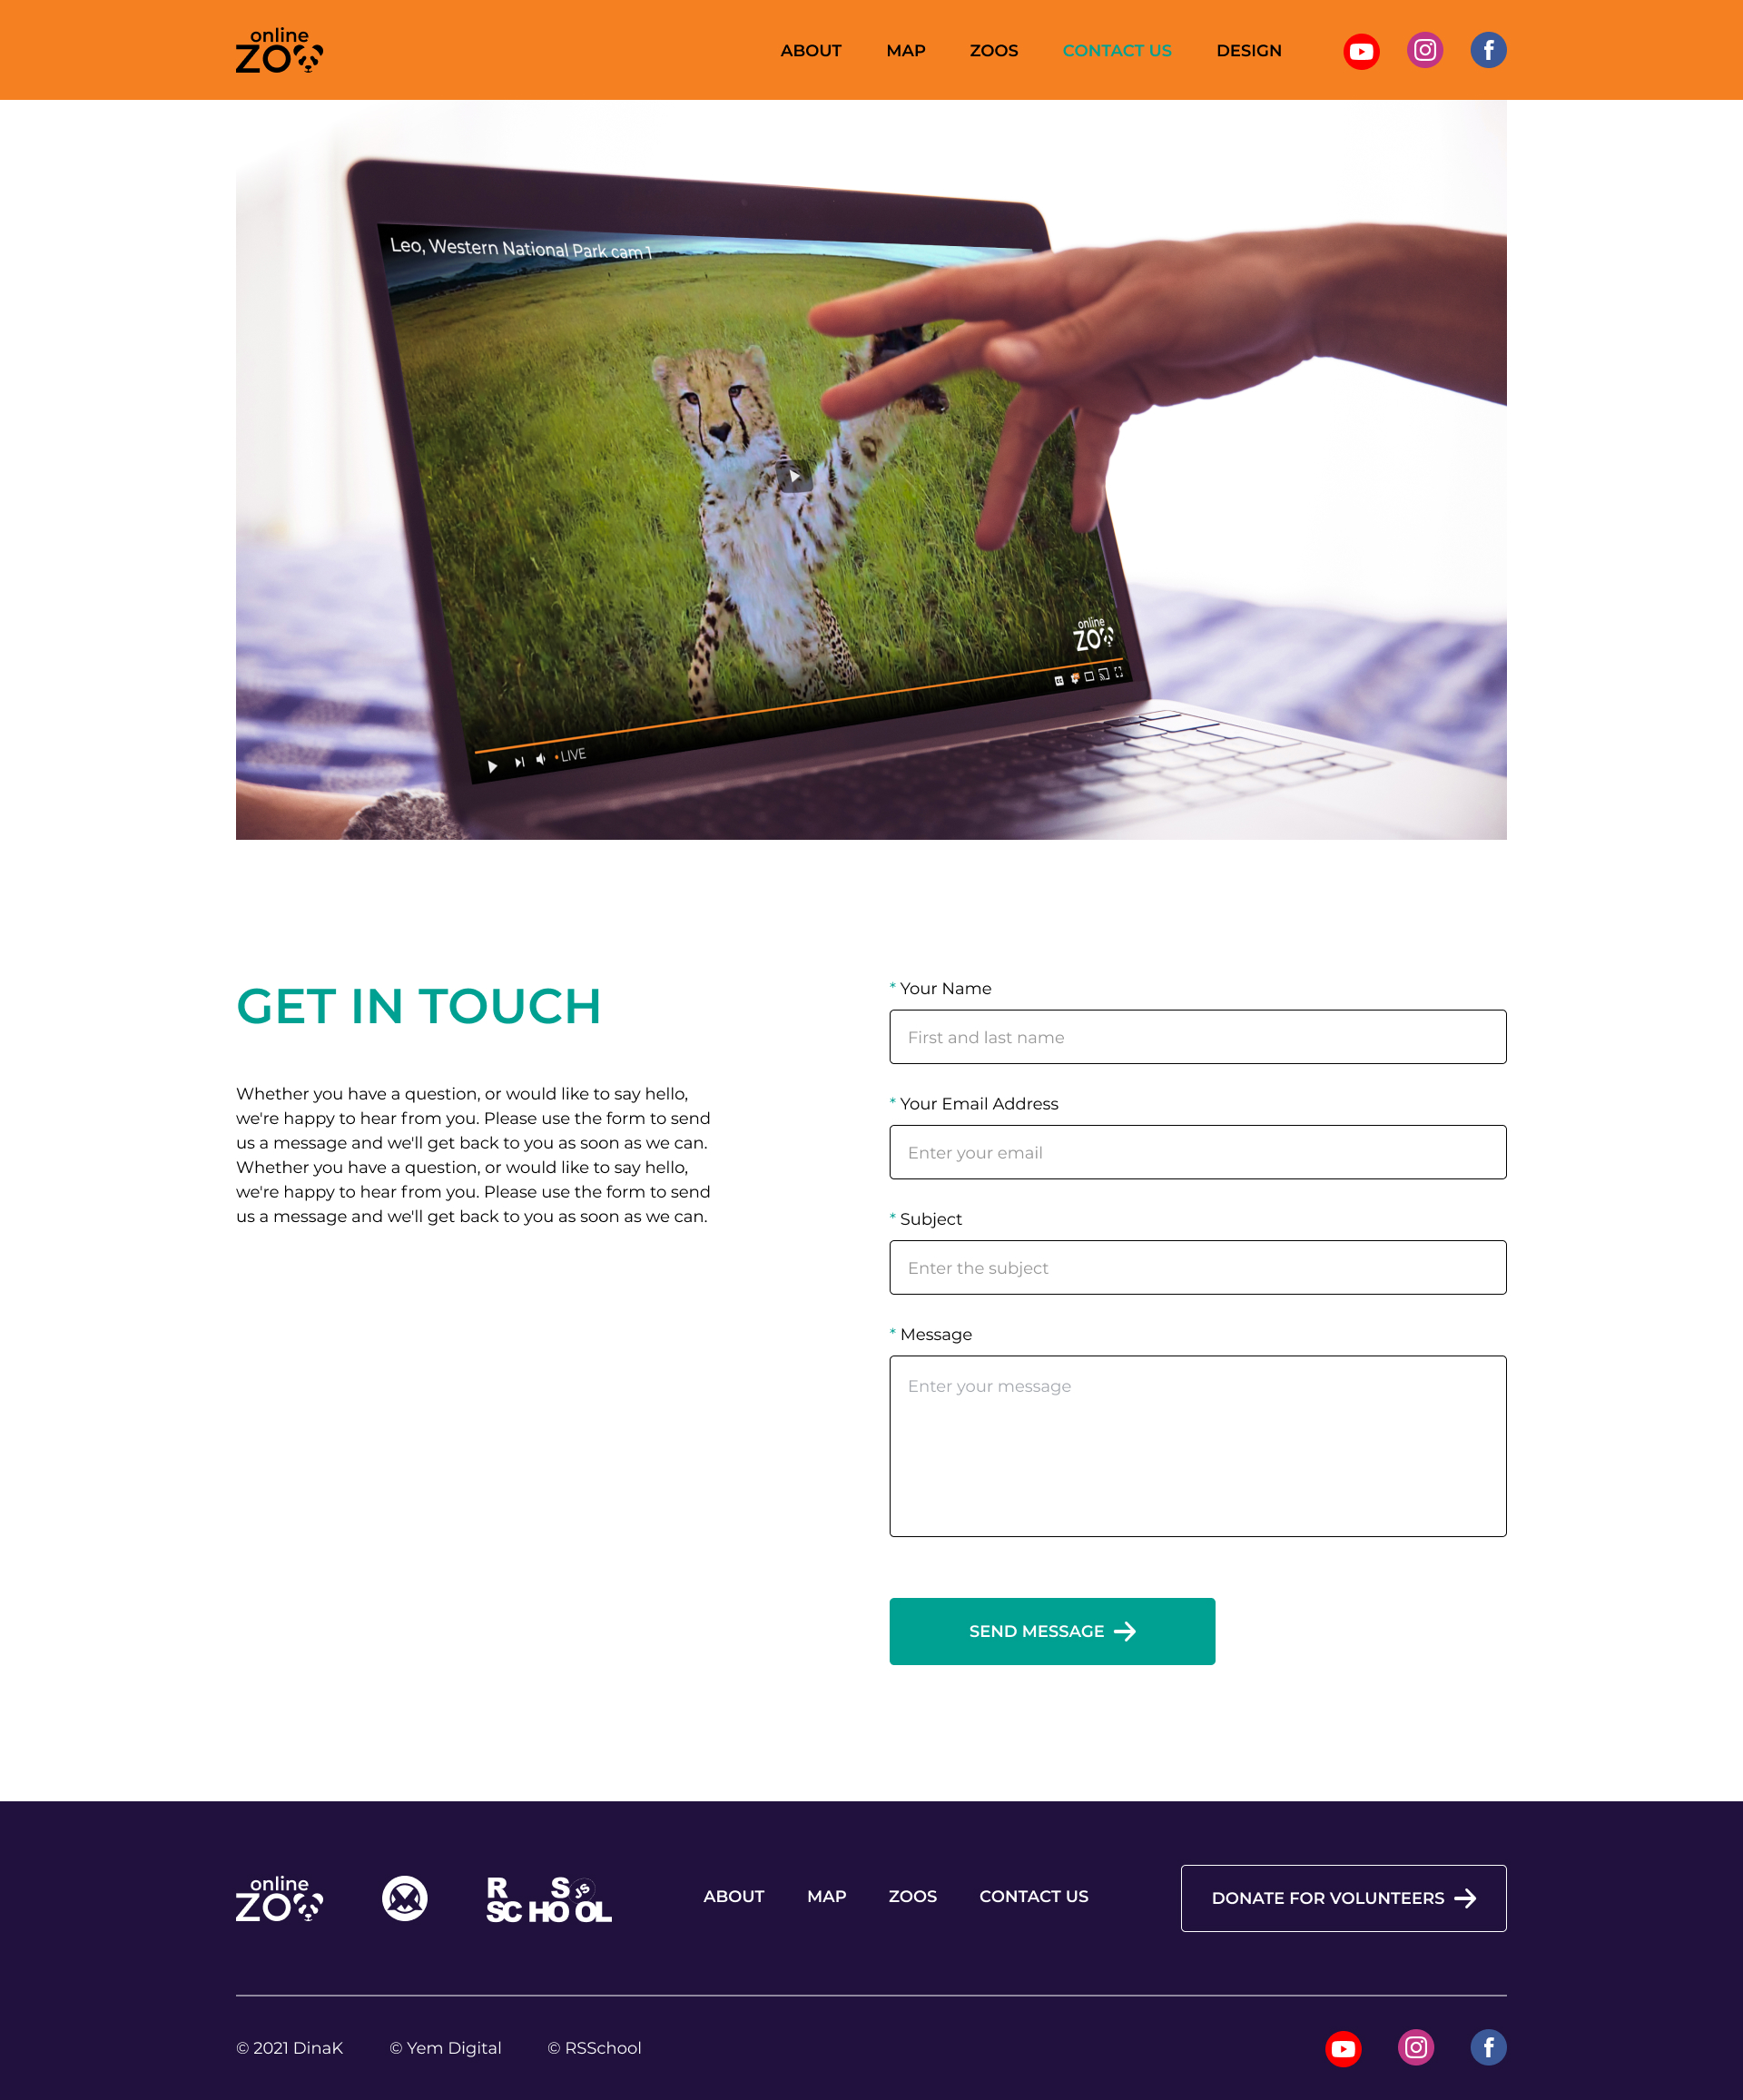 online
ZOO
ABOUT MAP ZOOS CONTACT US DESIGN
Leo, Western National Park cam 1
online
ZOO
LIVE
GET IN TOUCH
Whether you have a question, or would like to say hello,
we're happy to hear from you. Please use the form to send
us a message and we'll get back to you as soon as we can.
Whether you have a question, or would like to say hello,
we're happy to hear from you. Please use the form to send
us a message and we'll get back to you as soon as we can.
* Your Name
First and last name
* Your Email Address
Enter your email
* Subject
Enter the subject
* Message
Enter your message
SEND MESSAGE
online
ZOO
RS JS
SCHOOL
ABOUT MAP ZOOS CONTACT US
DONATE FOR VOLUNTEERS
© 2021 DinaK © Yem Digital © RSSchool